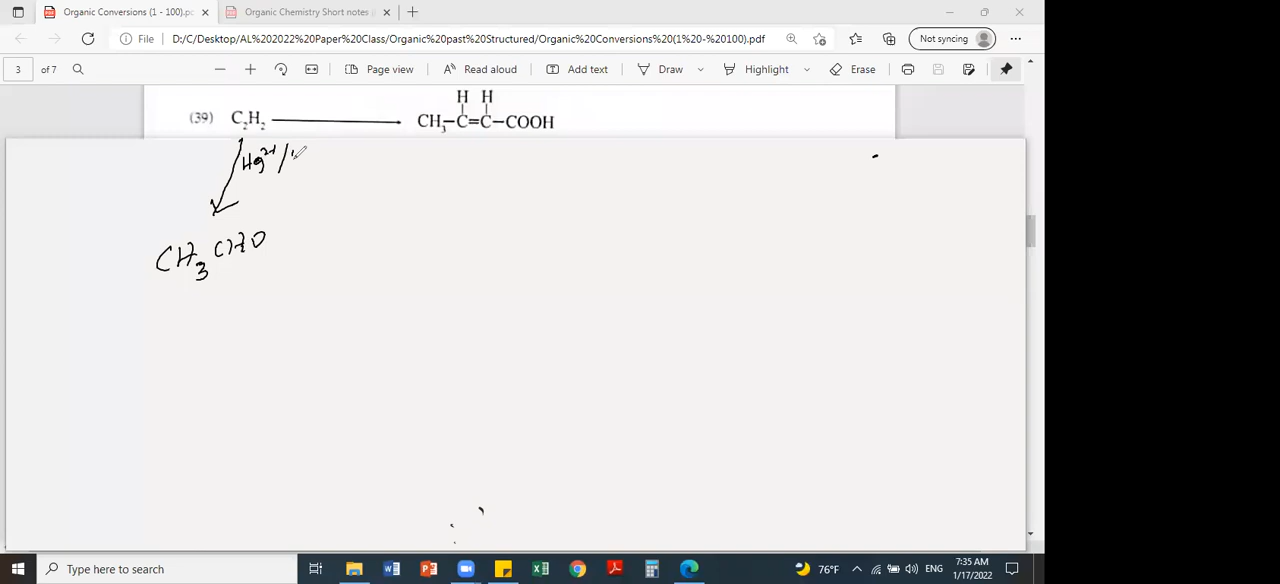 Organic Conversions (1 - 100).pc
Organic Chemistry Short notes (
File
D:/C/Desktop/AL%202022%20Paper%20Class/Organic%20past%20Structured/Organic%20Conversions%20(1%20-%20100).pdf
Not syncing
3 of 7
Page view
Read aloud
Add text
Draw
Highlight
Erase
H H
(39) C₂H₂ CH₃–C=C–COOH
Hg²⁺/
CH₃CHO
Type here to search
76°F
ENG
7:35 AM
1/17/2022